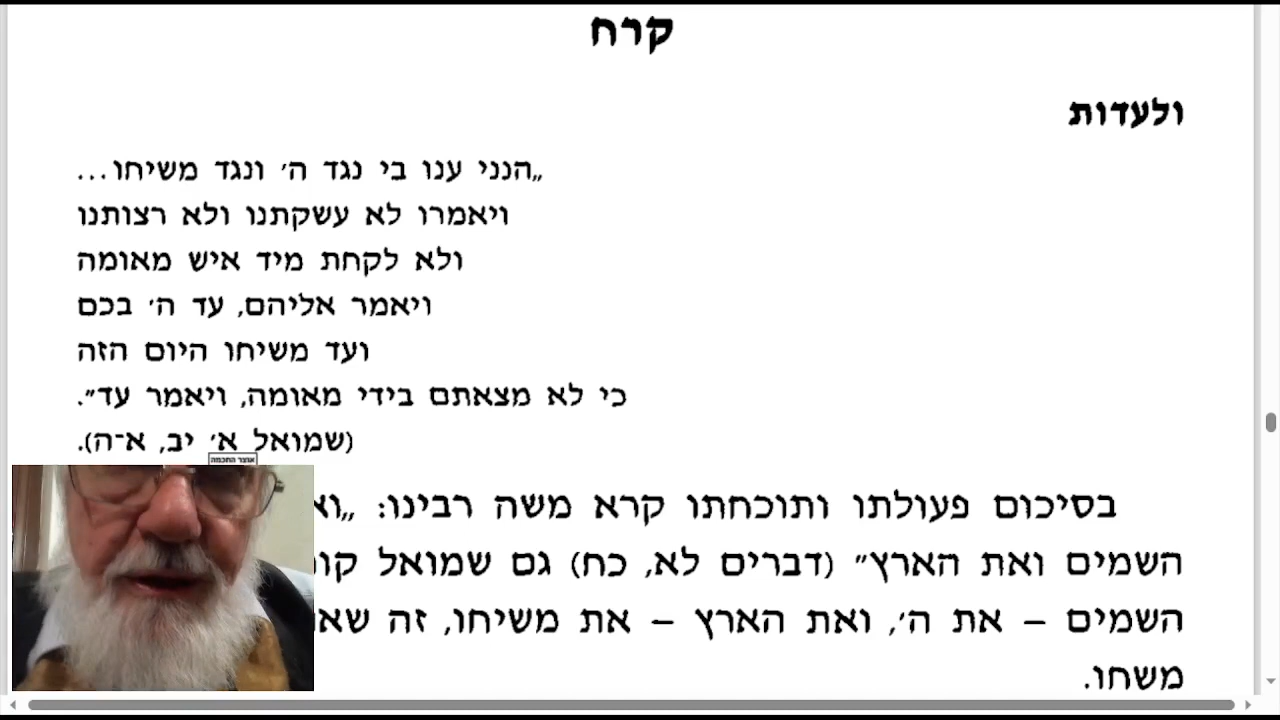 קרח
ולעדות
„הנני ענו בי נגד ה׳ ונגד משיחו...
ויאמרו לא עשקתנו ולא רצותנו
ולא לקחת מיד איש מאומה
ויאמר אליהם, עד ה׳ בכם
ועד משיחו היום הזה
כי לא מצאתם בידי מאומה, ויאמר עד״.
(שמואל א׳ יב, א־ה).
אוצר החכמה
בסיכום פעולתו ותוכחתו קרא משה רבינו:
השמים ואת הארץ״ (דברים לא, כח) גם שמואל
השמים – את ה׳, ואת הארץ – את משיחו, זה
משחו.